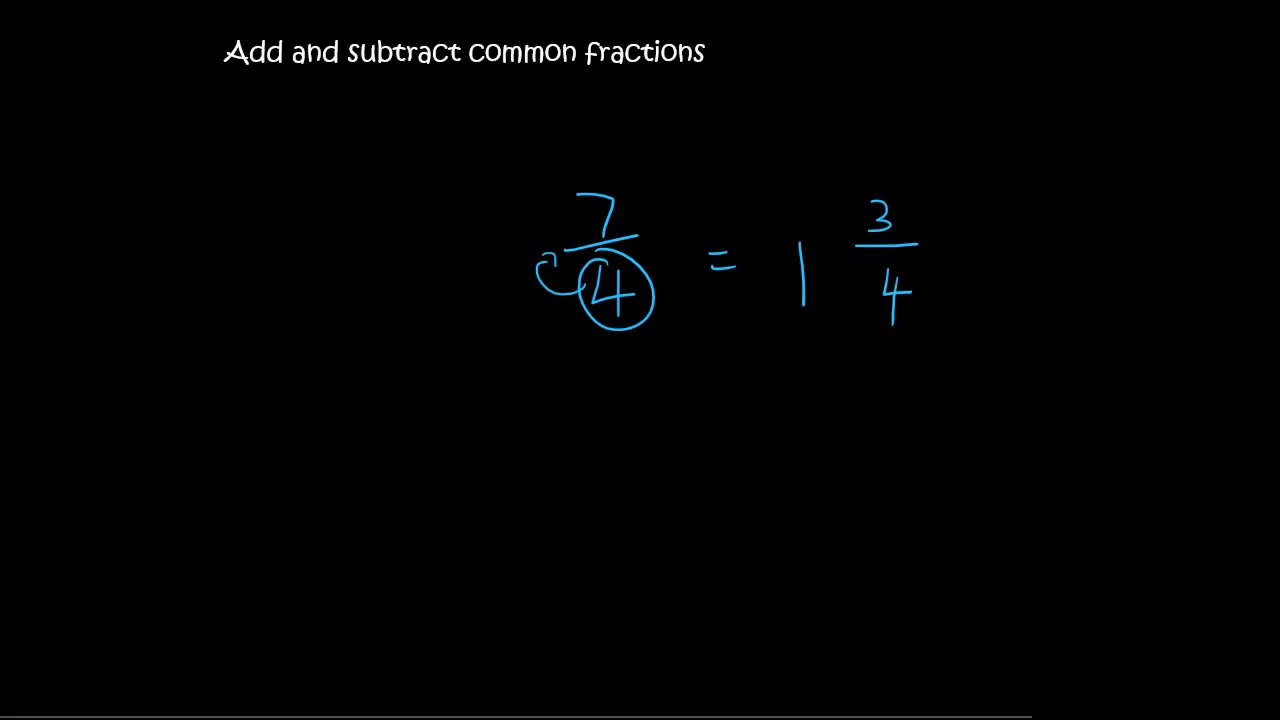 Add and subtract common fractions
7/4 = 1 3/4